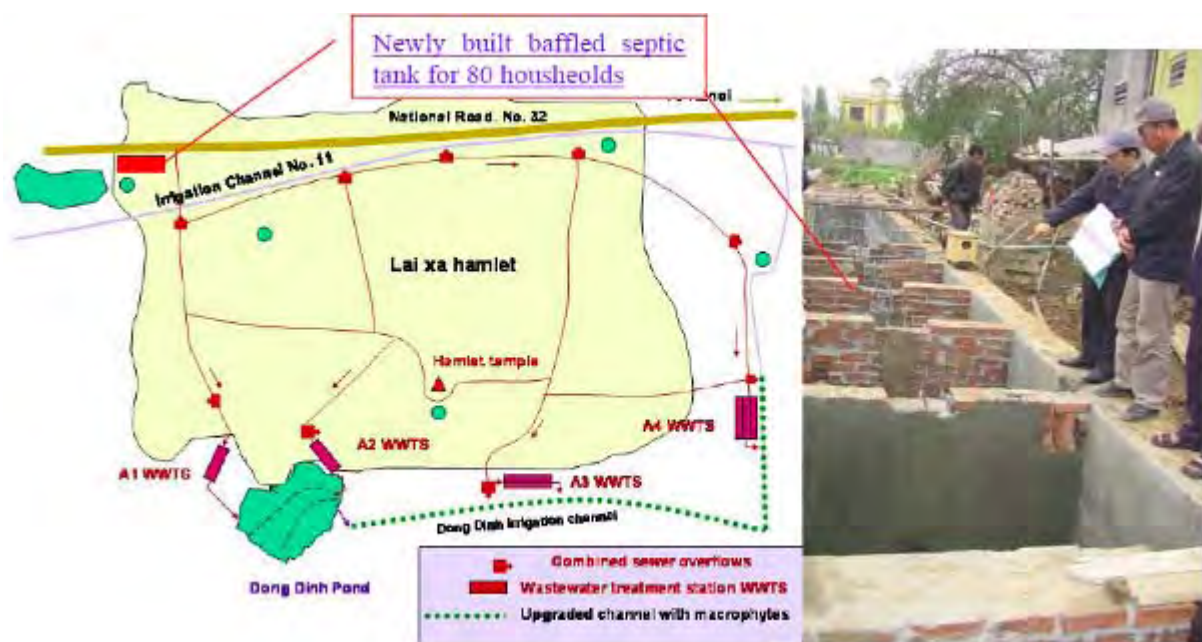 Newly built baffled septic
tank for 80 housheolds
National Road. No. 32
Irrigation Channel No. 11
Lai xa hamlet
Hamlet temple
A4 WWTS
A2 WWTS
A1 WWTS
A3 WWTS
Dong Dinh Irrigation channel
Dong Dinh Pond
Combined sewer overflows
Wastewater treatment station WWTS
Upgraded channel with macrophytes